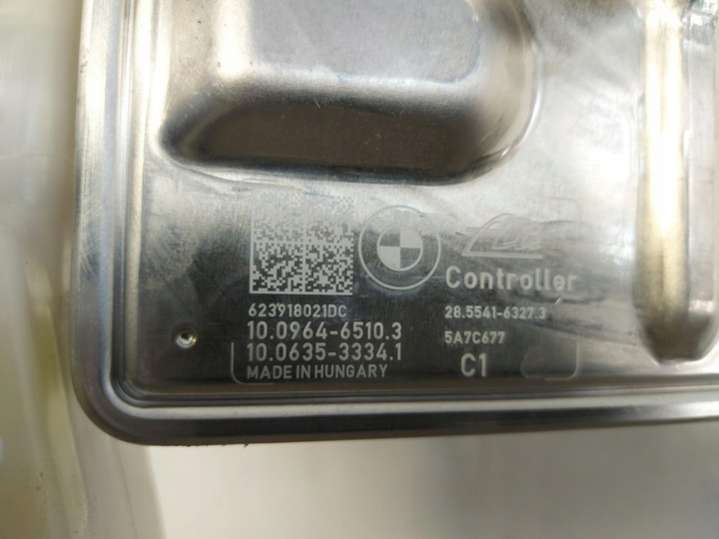 Controller
623918021DC
28.5541-6327.3
10.0964-6510.3
5A7C677
10.0635-3334.1
C1
MADE IN HUNGARY